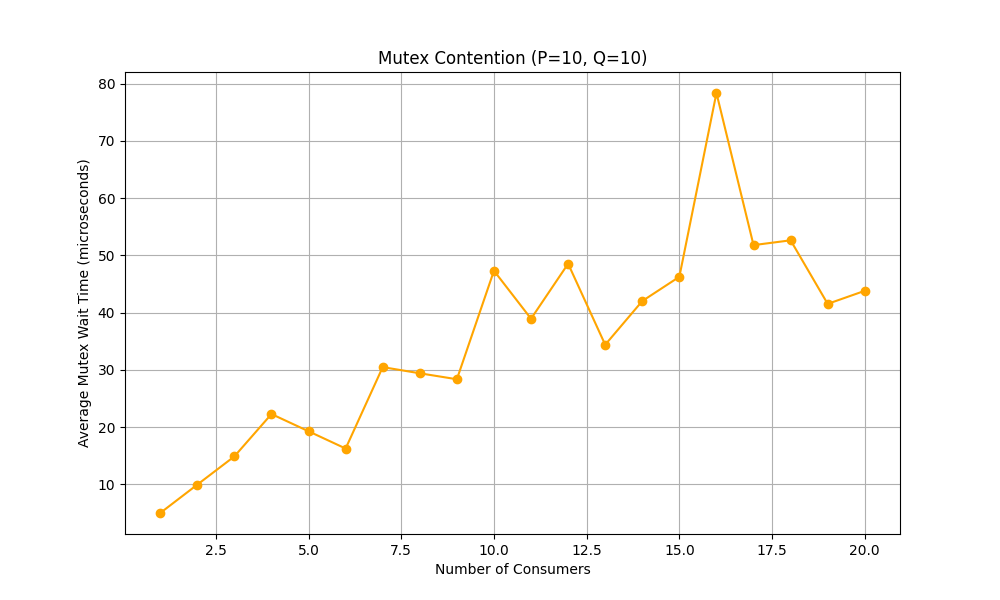 Mutex Contention (P=10, Q=10)
80
70
60
50
40
30
20
10
Average Mutex Wait Time (microseconds)
2.5 5.0 7.5 10.0 12.5 15.0 17.5 20.0
Number of Consumers